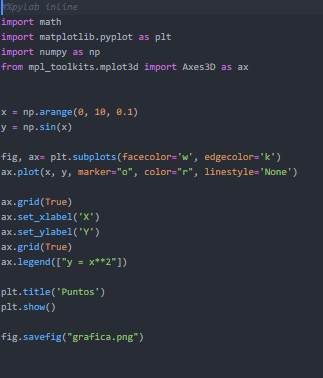 #%pylab inline
import math
import matplotlib.pyplot as plt
import numpy as np
from mpl_toolkits.mplot3d import Axes3D as ax
x = np.arange(0, 10, 0.1)
y = np.sin(x)
fig, ax= plt.subplots(facecolor='w', edgecolor='k')
ax.plot(x, y, marker="o", color="r", linestyle='None')
ax.grid(True)
ax.set_xlabel('X')
ax.set_ylabel('Y')
ax.grid(True)
ax.legend(["y = x**2"])
plt.title('Puntos')
plt.show()
fig.savefig("grafica.png")